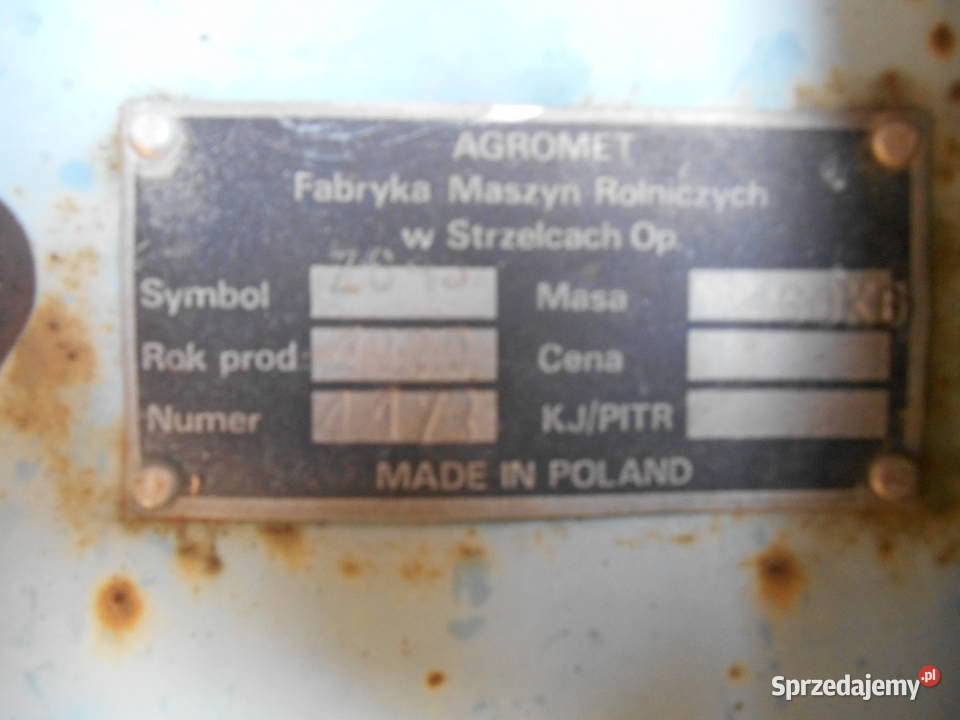 AGROMET
Fabryka Maszyn Rolniczych
w Strzelcach Op.
Symbol
Masa KG
Rok prod
Cena
Numer
KJ/PITR
MADE IN POLAND
Sprzedajemy.pl